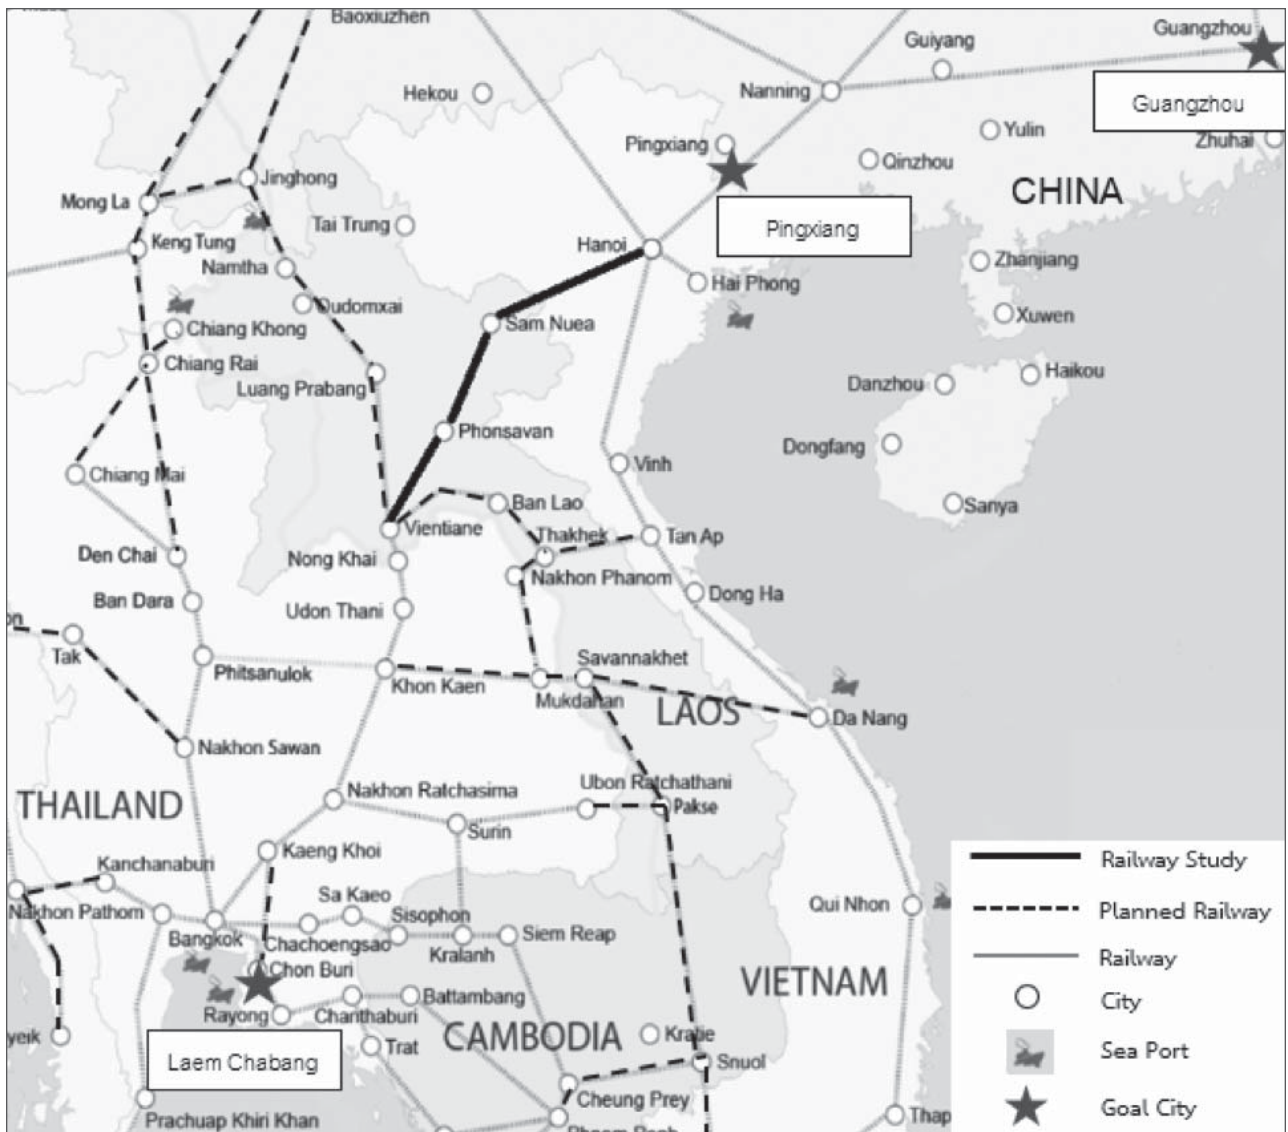 Baoxiuzhen
Guangzhou
Guiyang
Hekou
Nanning
Guangzhou
Yulin
Pingxiang
Zhuhai
Qinzhou
Jinghong
CHINA
Mong La
Tai Trung
Pingxiang
Keng Tung
Hanoi
Namtha
Zhanjiang
Hai Phong
Oudomxai
Xuwen
Chiang Khong
Sam Nuea
Chiang Rai
Luang Prabang
Danzhou
Haikou
Phonsavan
Dongfang
Chiang Mai
Vinh
Ban Lao
Sanya
Vientiane
Thakhek
Tan Ap
Den Chai
Nong Khai
Nakhon Phanom
Ban Dara
Udon Thani
Dong Ha
on
Tak
Savannakhet
Phitsanulok
Khon Kaen
Mukdahan
LAOS
Da Nang
Nakhon Sawan
Ubon Ratchathani
Nakhon Ratchasima
THAILAND
Pakse
Surin
Kaeng Khoi
Kanchanaburi
Railway Study
Sa Kaeo
Nakhon Pathom
Sisophon
Qui Nhon
Planned Railway
Bangkok
Chachoengsao
Siem Reap
Kralanh
Railway
Chon Buri
VIETNAM
Battambang
City
Rayong
Chanthaburi
yeik
CAMBODIA
Kratie
Trat
Sea Port
Laem Chabang
Snuol
Cheung Prey
Goal City
Prachuap Khiri Khan
Thap